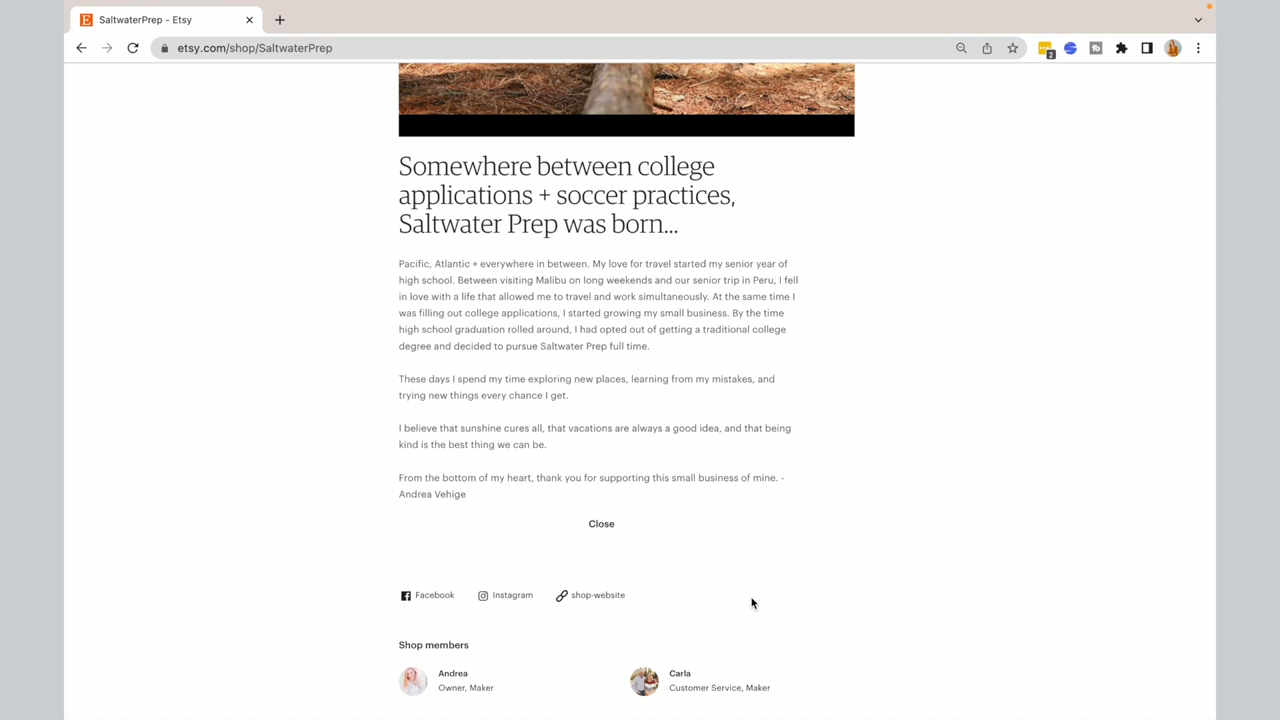 SaltwaterPrep - Etsy
etsy.com/shop/SaltwaterPrep
2
Somewhere between college
applications + soccer practices,
Saltwater Prep was born...
Pacific, Atlantic + everywhere in between. My love for travel started my senior year of
high school. Between visiting Malibu on long weekends and our senior trip in Peru, I fell
in love with a life that allowed me to travel and work simultaneously. At the same time I
was filling out college applications, I started growing my small business. By the time
high school graduation rolled around, I had opted out of getting a traditional college
degree and decided to pursue Saltwater Prep full time.
These days I spend my time exploring new places, learning from my mistakes, and
trying new things every chance I get.
I believe that sunshine cures all, that vacations are always a good idea, and that being
kind is the best thing we can be.
From the bottom of my heart, thank you for supporting this small business of mine. -
Andrea Vehige
Close
Facebook Instagram shop-website
Shop members
Andrea Carla
Owner, Maker Customer Service, Maker